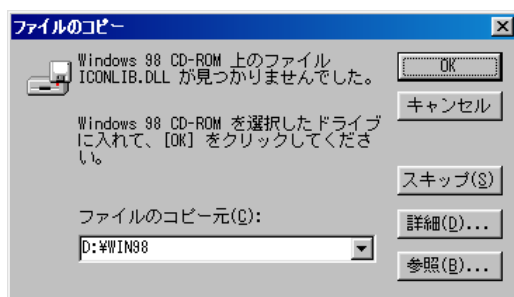 ファイルのコピー
Windows 98 CD-ROM 上のファイル
ICONLIB.DLL が見つかりませんでした。
OK
キャンセル
Windows 98 CD-ROM を選択したドライブ
に入れて、[OK] をクリックしてくださ
い。
スキップ(S)
ファイルのコピー元(C):
詳細(D)...
D:¥WIN98
参照(B)...